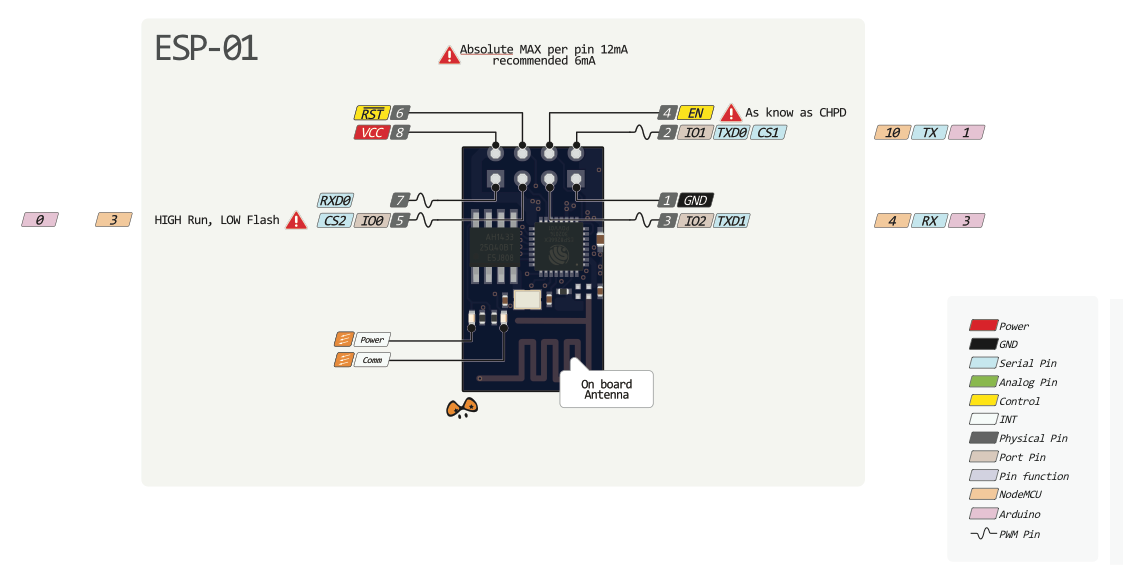 ESP-01
Absolute MAX per pin 12mA
recommended 6mA
RST 6
4 EN As know as CHPD
VCC 8
2 IO1 TXD0 CS1 10 TX 1
RXD0 7
1 GND
0 3 HIGH Run, LOW Flash CS2 IO0 5
3 IO2 TXD1 4 RX 3
Power
Comm
On board
Antenna
Power
GND
Serial Pin
Analog Pin
Control
INT
Physical Pin
Port Pin
Pin function
NodeMCU
Arduino
PWM Pin